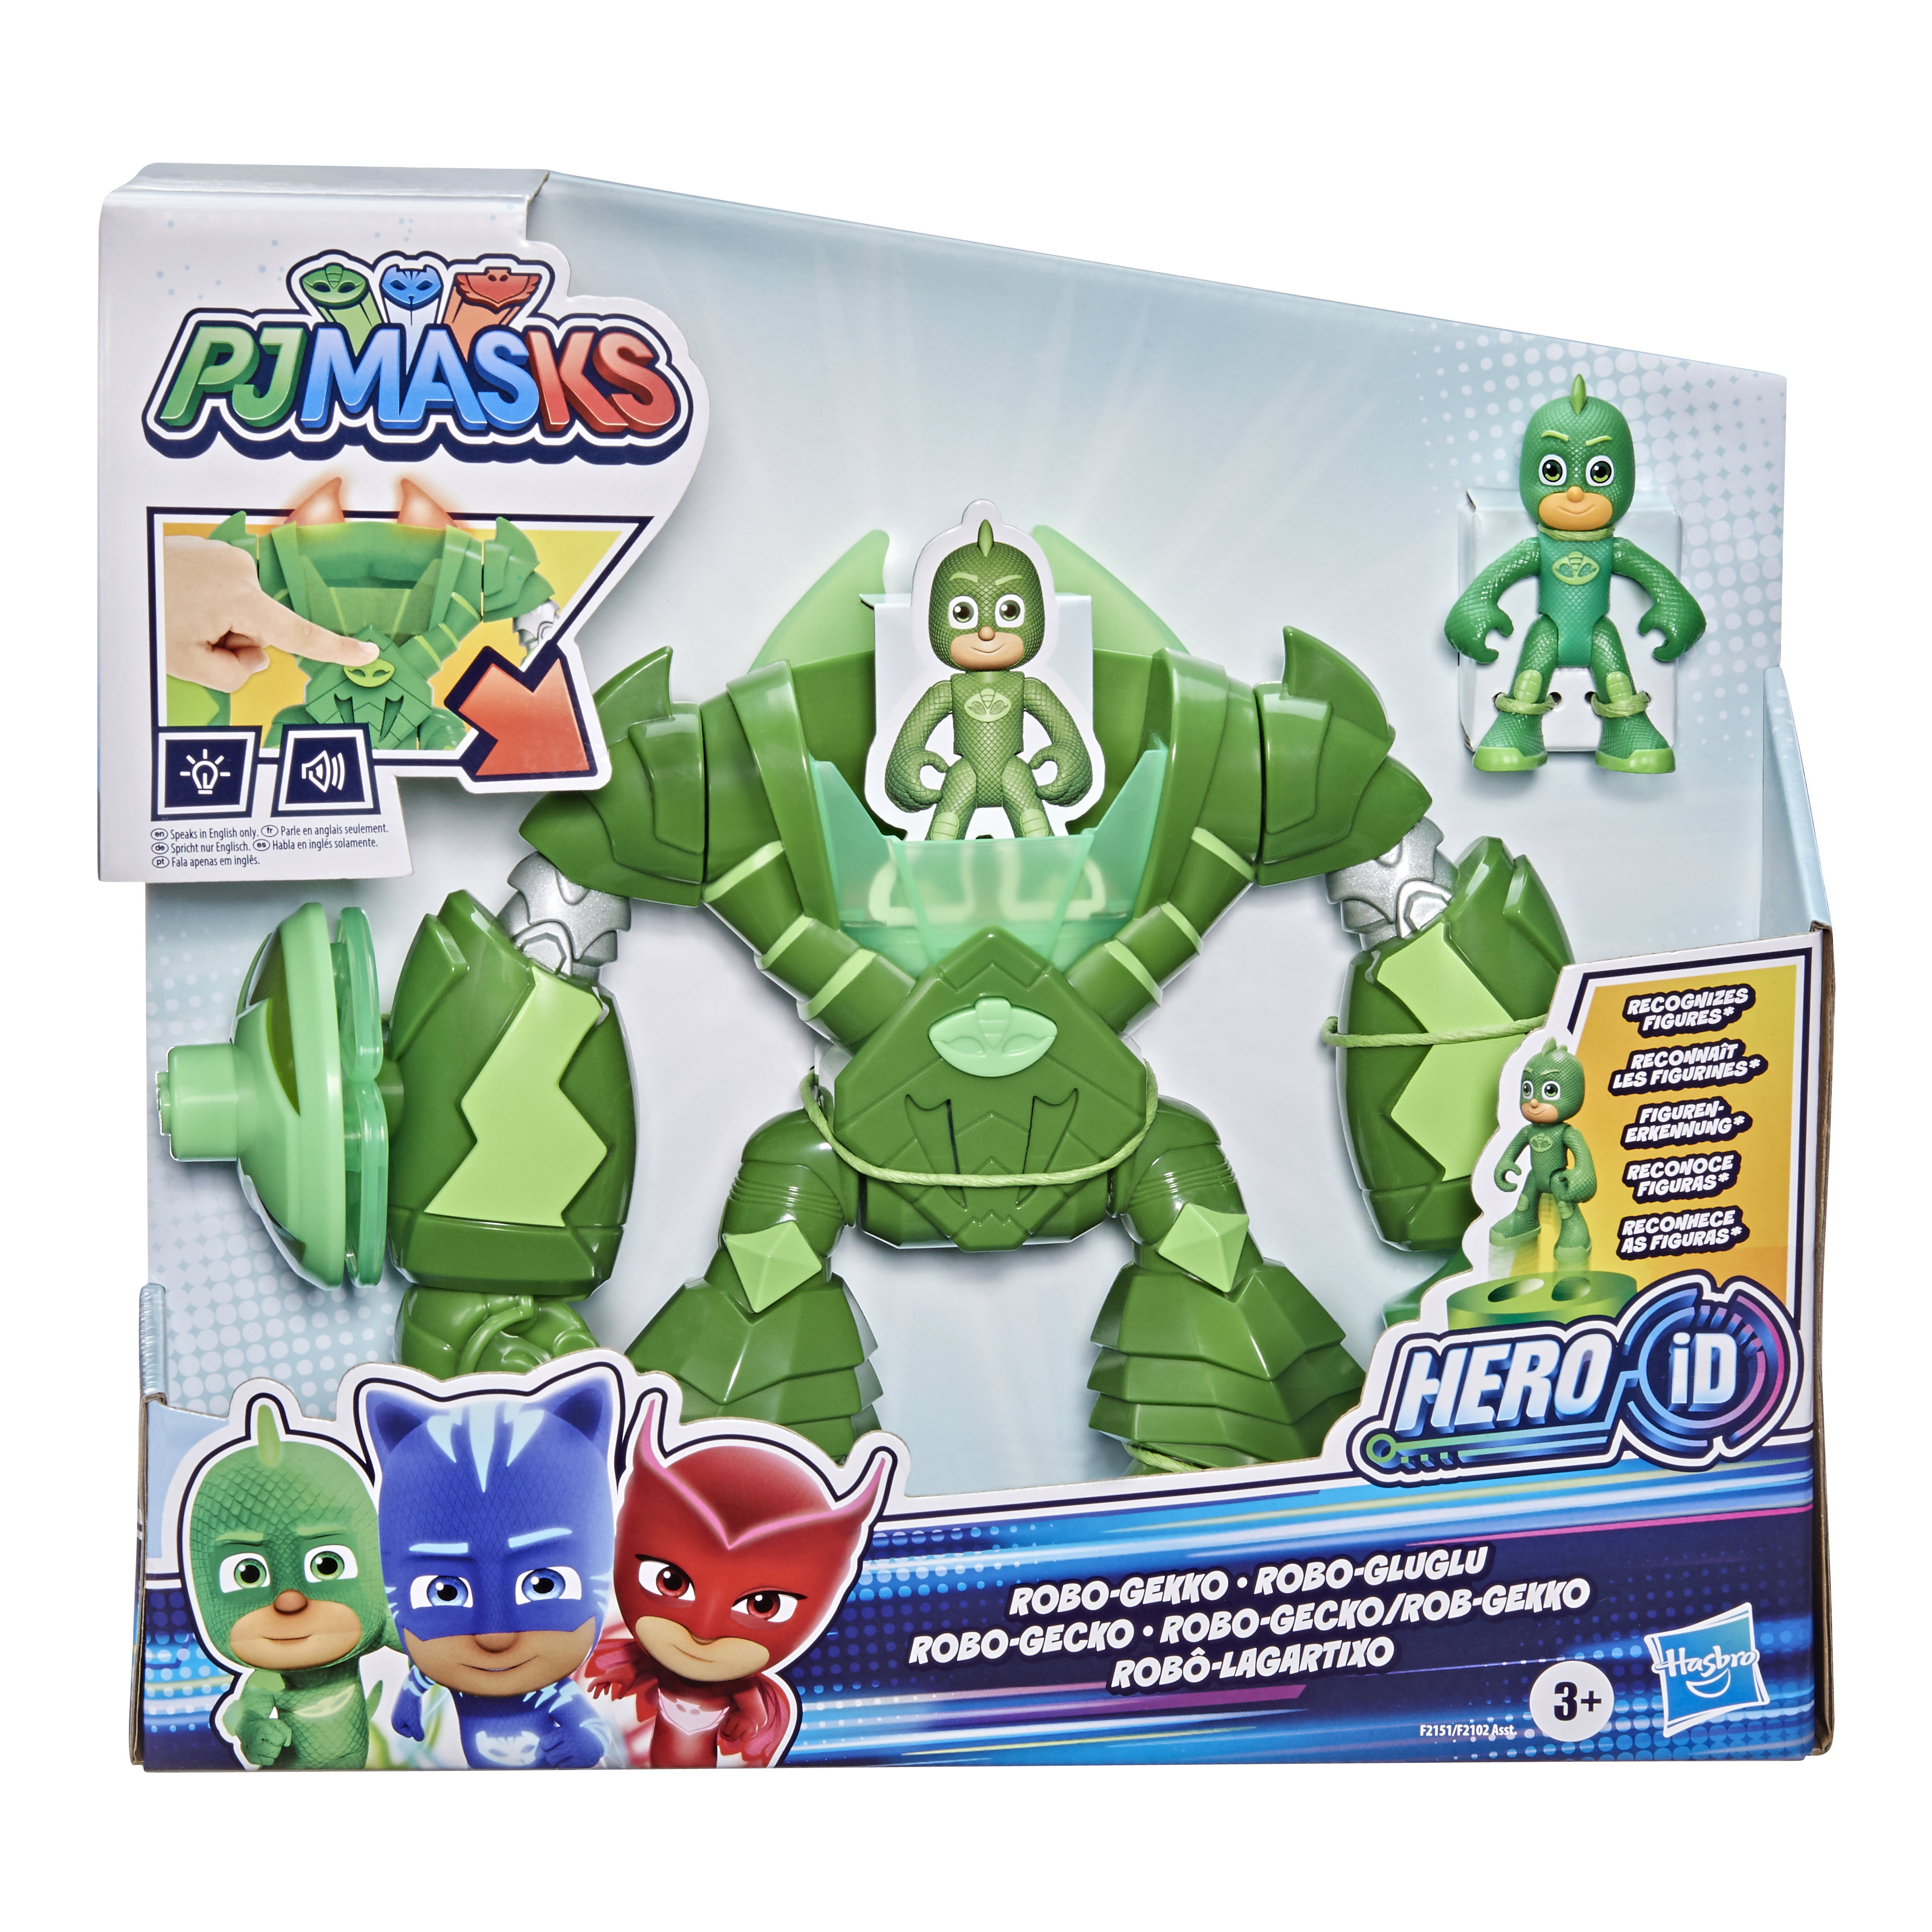 PJMASKS
en Speaks in English only. fr Parle en anglais seulement.
de Spricht nur Englisch. es Habla en inglés solamente.
pt Fala apenas em inglês.
RECOGNIZES
FIGURES*
RECONNAÎT
LES FIGURINES*
FIGUREN-
ERKENNUNG*
RECONOCE
FIGURAS*
RECONHECE
AS FIGURAS*
HERO iD
ROBO-GEKKO • ROBO-GLUGLU
ROBO-GECKO • ROBO-GECKO/ROB-GEKKO
ROBÔ-LAGARTIXO
F2151/F2102 Asst.
3+
Hasbro